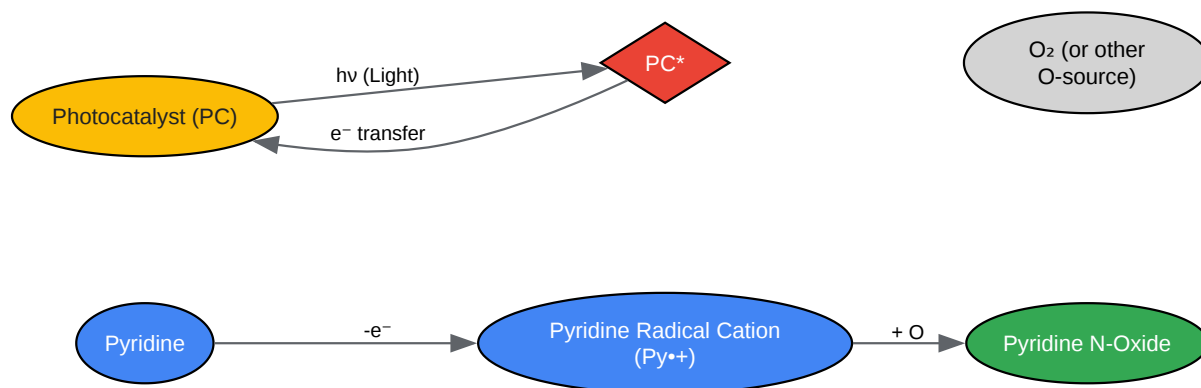 O₂ (or other
O-source)
PC*
hν (Light)
Photocatalyst (PC)
e⁻ transfer
Pyridine
-e⁻
Pyridine Radical Cation
(Py•+)
+ O
Pyridine N-Oxide